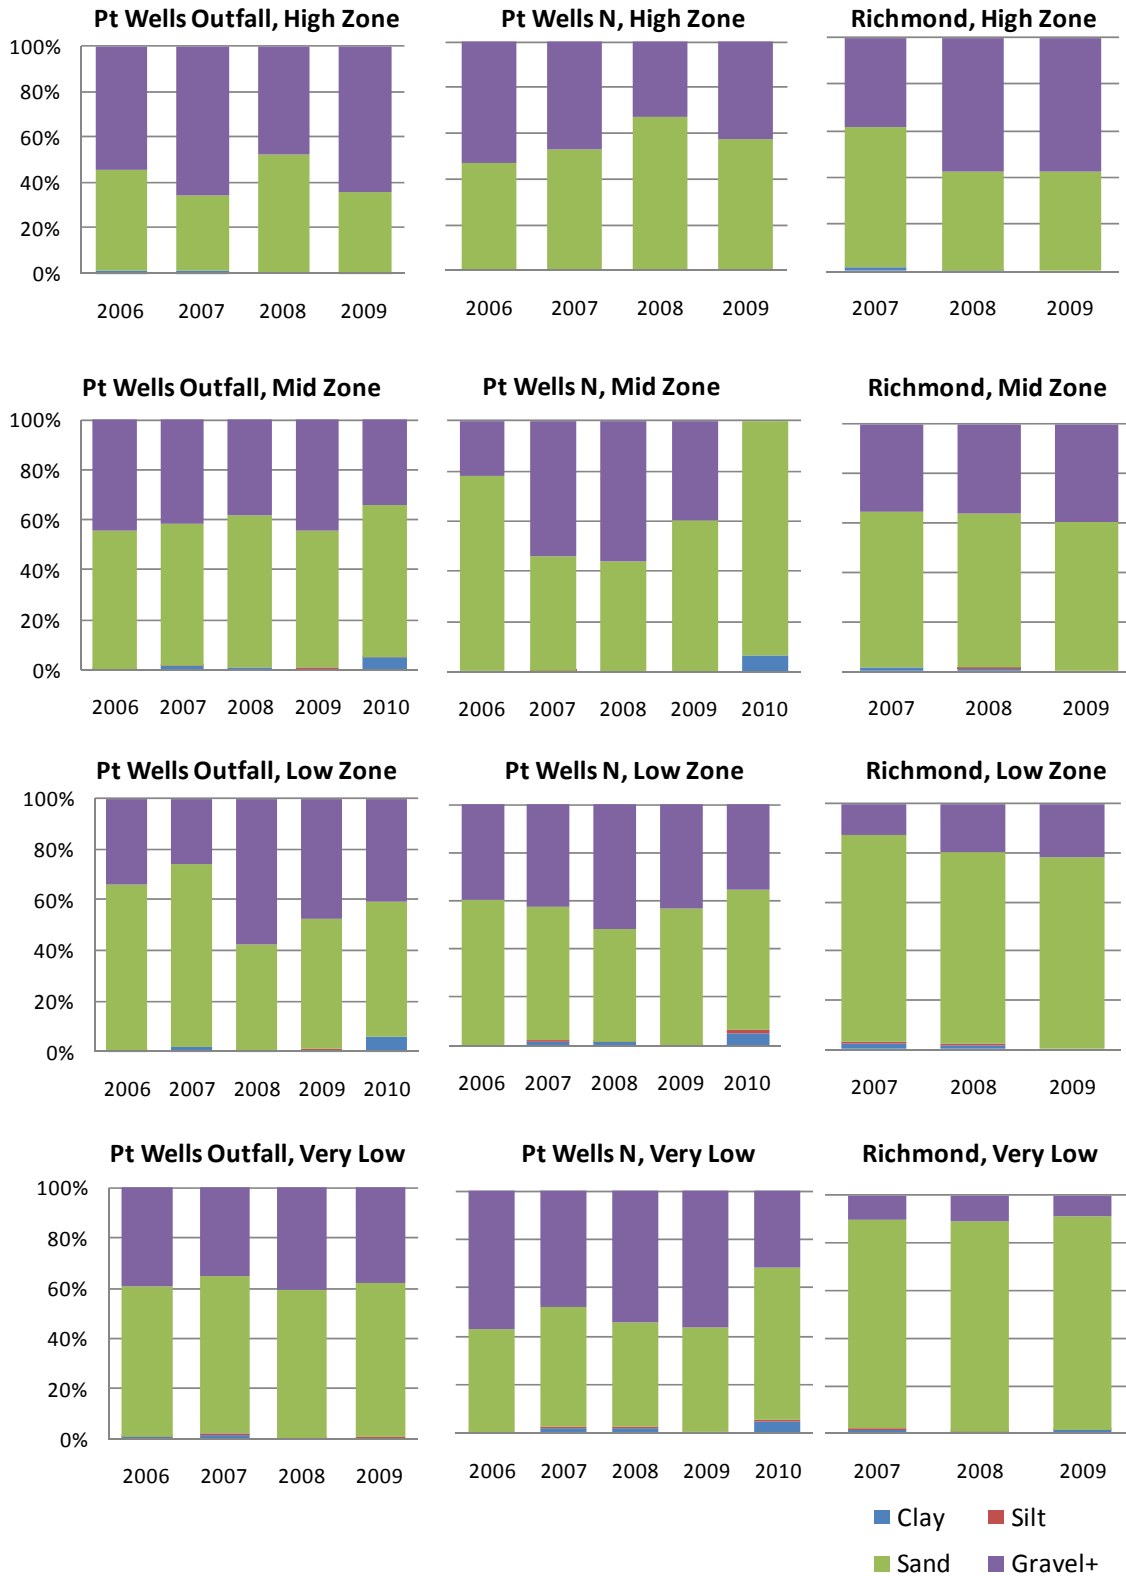 Pt Wells Outfall, High Zone
100%
80%
60%
40%
20%
0%
2006 2007 2008 2009
Pt Wells N, High Zone
2006 2007 2008 2009
Richmond, High Zone
2007 2008 2009
Pt Wells Outfall, Mid Zone
100%
80%
60%
40%
20%
0%
2006 2007 2008 2009 2010
Pt Wells N, Mid Zone
2006 2007 2008 2009 2010
Richmond, Mid Zone
2007 2008 2009
Pt Wells Outfall, Low Zone
100%
80%
60%
40%
20%
0%
2006 2007 2008 2009 2010
Pt Wells N, Low Zone
2006 2007 2008 2009 2010
Richmond, Low Zone
2007 2008 2009
Pt Wells Outfall, Very Low
100%
80%
60%
40%
20%
0%
2006 2007 2008 2009
Pt Wells N, Very Low
2006 2007 2008 2009 2010
Richmond, Very Low
2007 2008 2009
Clay Silt
Sand Gravel+